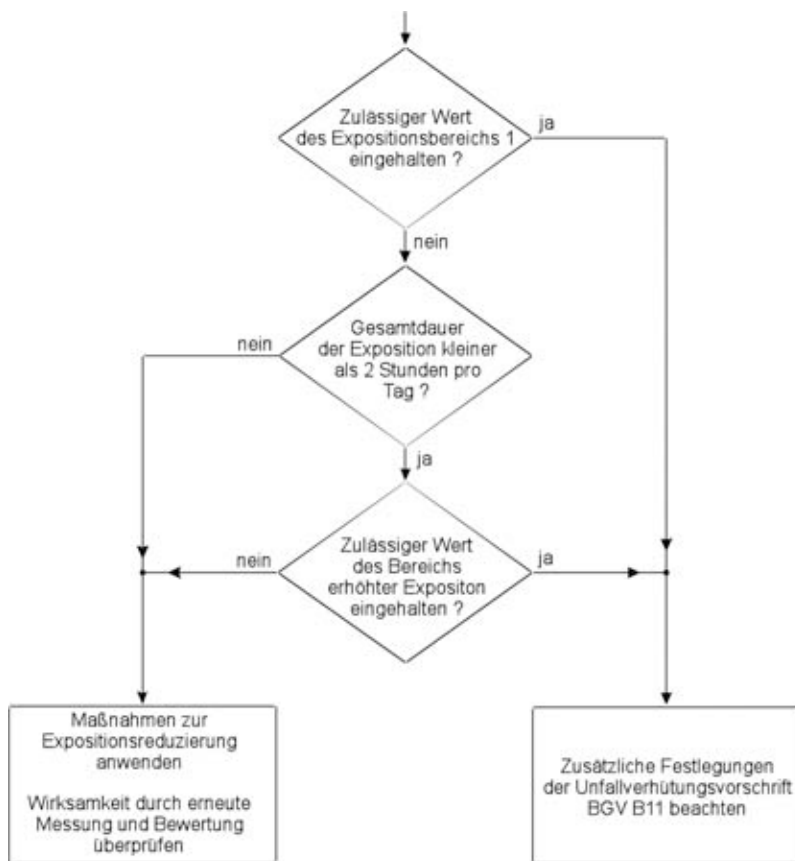 Zulässiger Wert
des Expositionsbereichs 1
eingehalten ?
ja
nein
Gesamtdauer
der Exposition kleiner
als 2 Stunden pro
Tag ?
nein
ja
Zulässiger Wert
des Bereichs
erhöhter Expositon
eingehalten ?
nein
ja
Maßnahmen zur
Expositionsreduzierung
anwenden
Wirksamkeit durch erneute
Messung und Bewertung
überprüfen
Zusätzliche Festlegungen
der Unfallverhütungsvorschrift
BGV B11 beachten